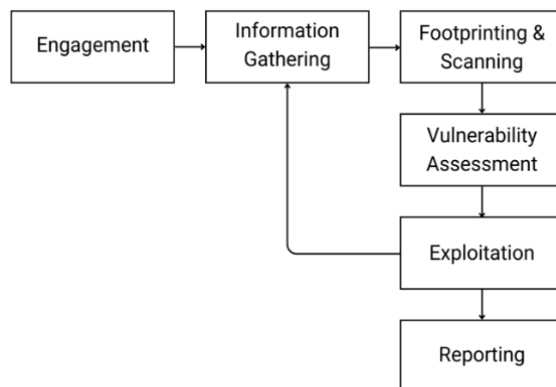 Engagement
Information
Gathering
Footprinting &
Scanning
Vulnerability
Assessment
Exploitation
Reporting